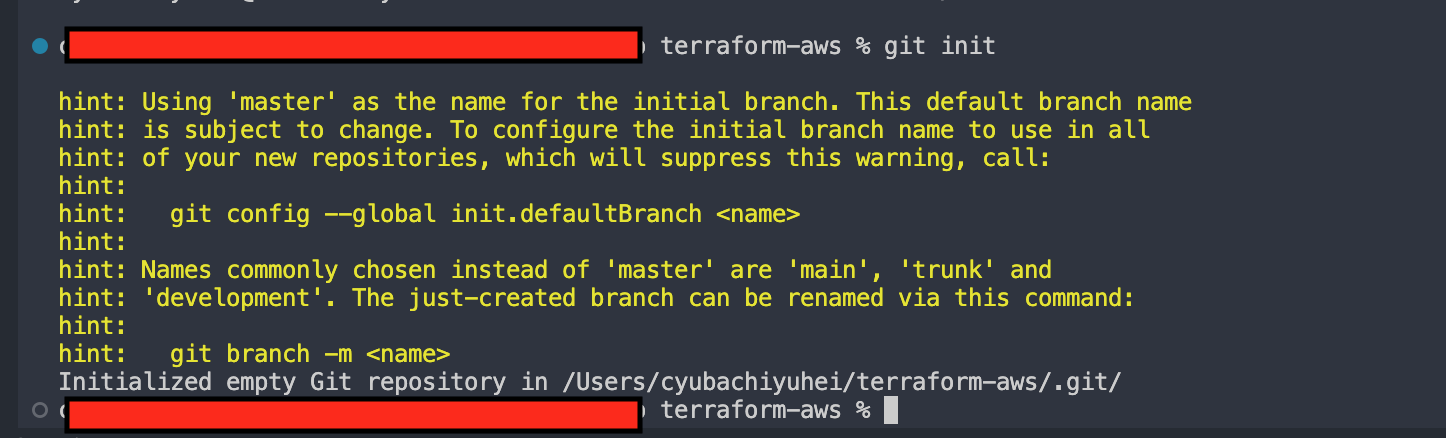 terraform-aws % git init
hint: Using 'master' as the name for the initial branch. This default branch name
hint: is subject to change. To configure the initial branch name to use in all
hint: of your new repositories, which will suppress this warning, call:
hint:
hint:   git config --global init.defaultBranch <name>
hint:
hint: Names commonly chosen instead of 'master' are 'main', 'trunk' and
hint: 'development'. The just-created branch can be renamed via this command:
hint:
hint:   git branch -m <name>
Initialized empty Git repository in /Users/cyubachiyuhei/terraform-aws/.git/
terraform-aws %